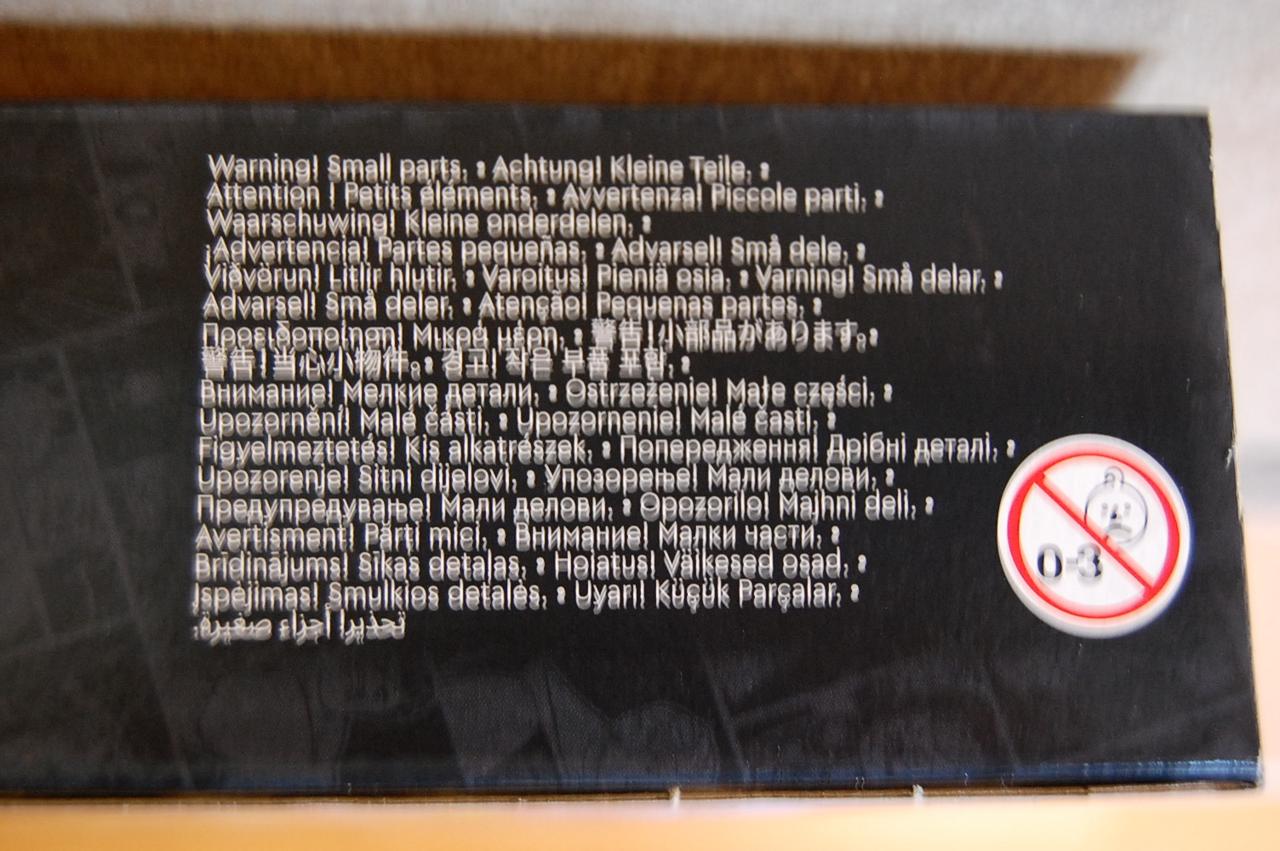 Warning! Small parts. • Achtung! Kleine Teile. •
Attention ! Petits éléments. • Avvertenza! Piccole parti. •
Waarschuwing! Kleine onderdelen. •
¡Advertencia! Partes pequeñas. • Advarsel! Små dele. •
Viðvörun! Litlir hlutir. • Varoitus! Pieniä osia. • Varning! Små delar. •
Advarsel! Små deler. • Atenção! Pequenas partes. •
Προειδοποίηση! Μικρά μέρη. • 警告!小部品があります。•
警告!当心小物件。• 경고! 작은 부품 포함. •
Внимание! Мелкие детали. • Ostrzeżenie! Małe części. •
Upozornění! Malé části. • Upozornenie! Malé časti. •
Figyelmeztetés! Kis alkatrészek. • Попередження! Дрібні деталі. •
Upozorenje! Sitni dijelovi. • Упозорење! Мали делови. •
Предупредување! Мали делови. • Opozorilo! Majhni deli. •
Avertisment! Părți mici. • Внимание! Малки части. •
Brīdinājums! Sīkas detaļas. • Hoiatus! Väikesed osad. •
Įspėjimas! Smulkios detalės. • Uyarı! Küçük Parçalar. •
تحذير! أجزاء صغيرة.
0-3